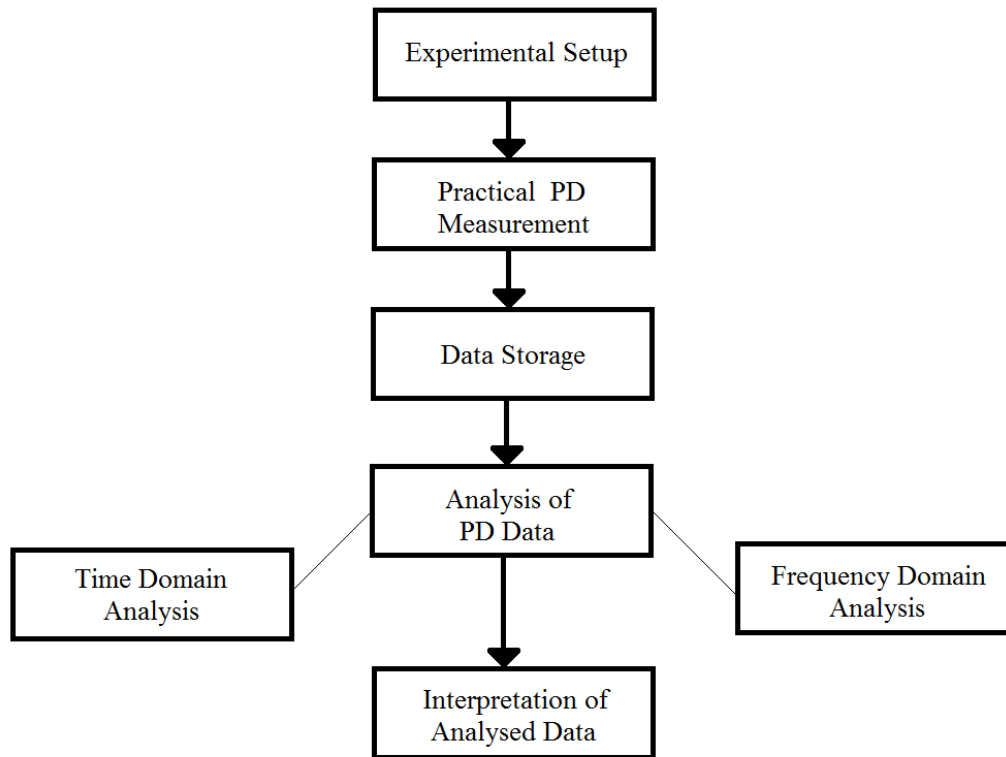 Experimental Setup
Practical PD
Measurement
Data Storage
Analysis of
PD Data
Time Domain
Analysis
Frequency Domain
Analysis
Interpretation of
Analysed Data